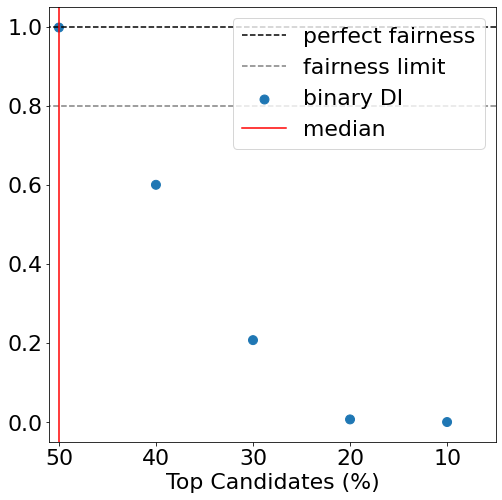 perfect fairness
fairness limit
binary DI
median
1.0
0.8
0.6
0.4
0.2
0.0
50 40 30 20 10
Top Candidates (%)